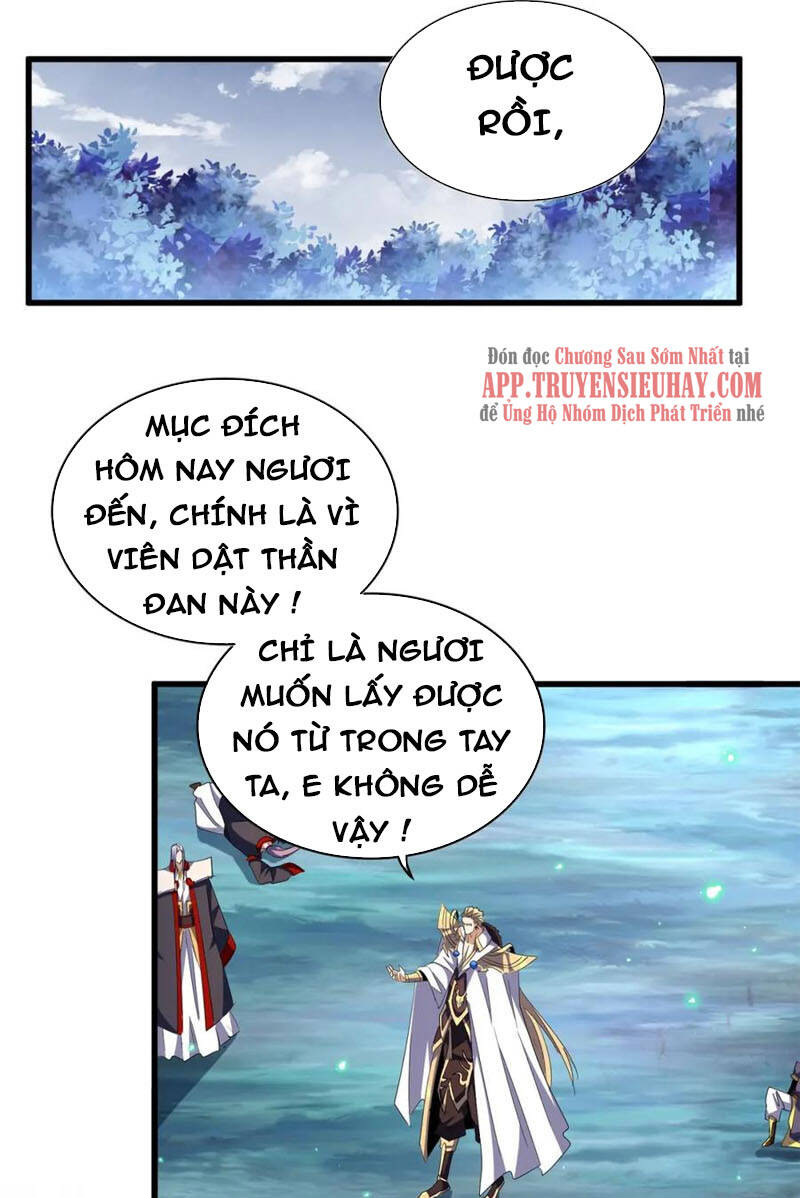 ĐƯỢC
RỒI,
Đón đọc Chương Sau Sớm Nhất tại
APP.TRUYENSIEUHAY.COM
để Ủng Hộ Nhóm Dịch Phát Triển nhé
MỤC ĐÍCH
HÔM NAY NGƯƠI
ĐẾN, CHÍNH LÀ VÌ
VIÊN DẬT THẦN
ĐAN NÀY !
CHỈ LÀ NGƯƠI
MUỐN LẤY ĐƯỢC
NÓ TỪ TRONG TAY
TA, E KHÔNG DỄ
VẬY !